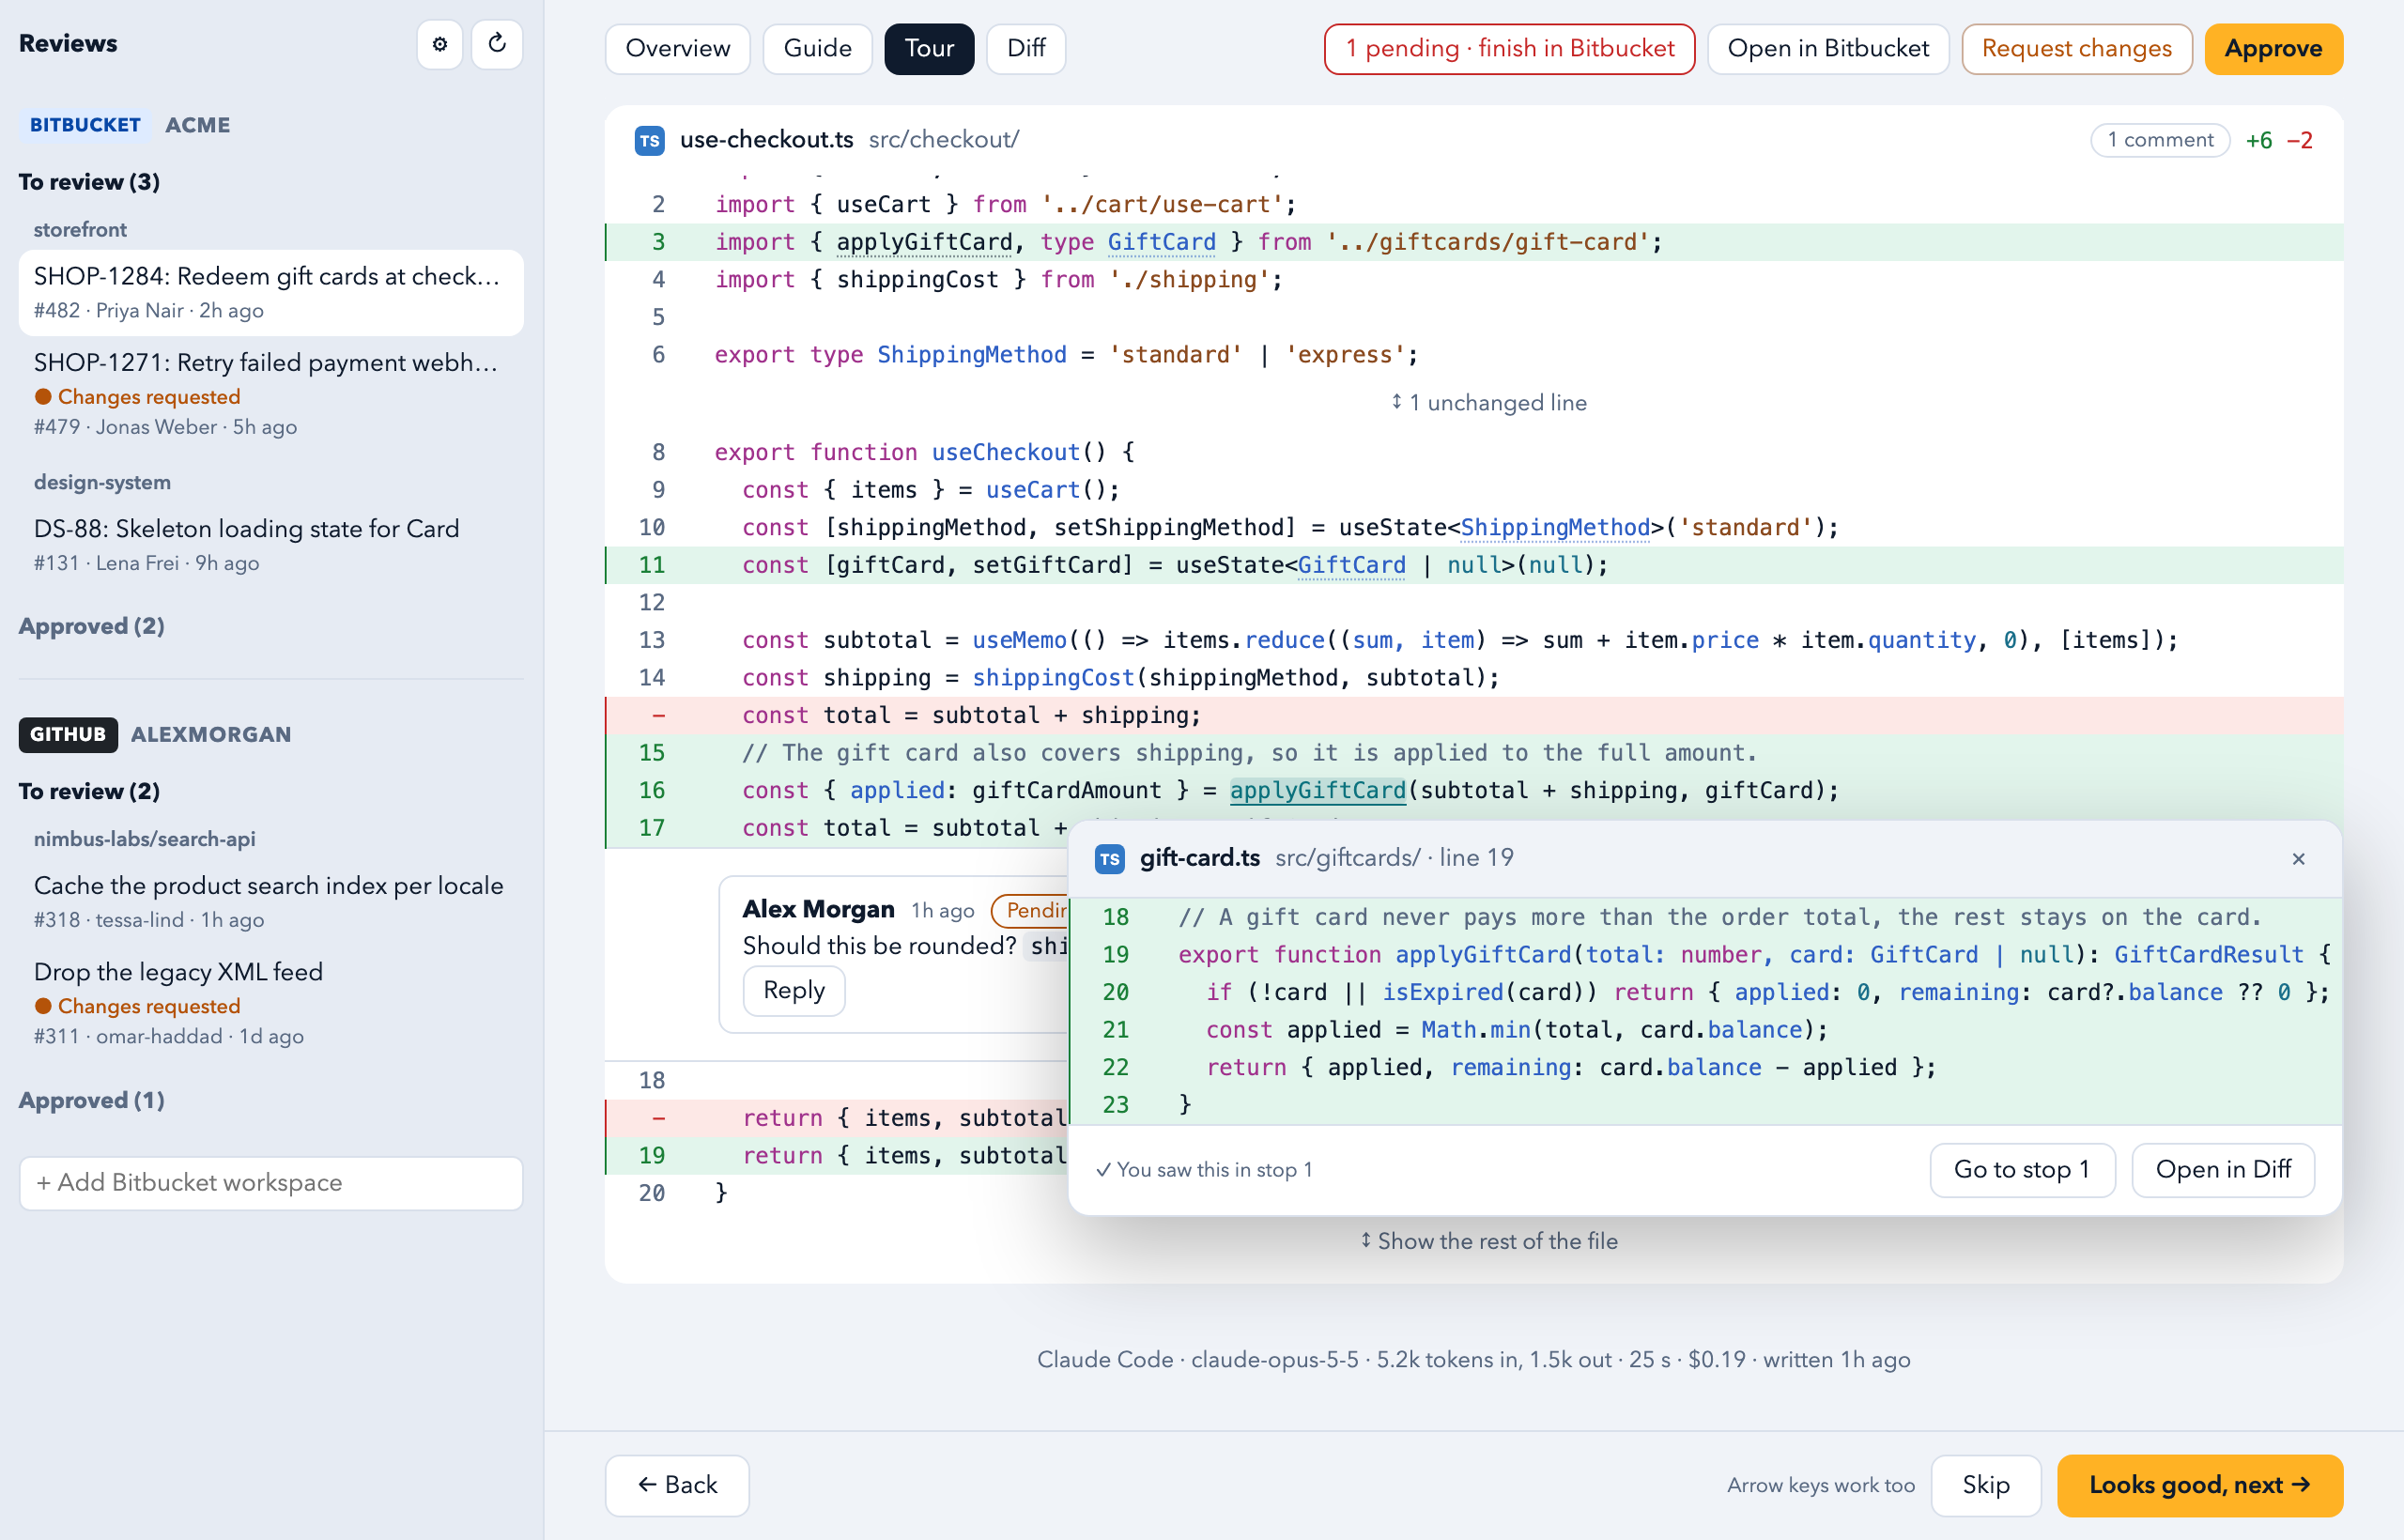 Reviews
BITBUCKET ACME
To review (3)
storefront
SHOP-1284: Redeem gift cards at check…
#482 · Priya Nair · 2h ago
SHOP-1271: Retry failed payment webh…
Changes requested
#479 · Jonas Weber · 5h ago
design-system
DS-88: Skeleton loading state for Card
#131 · Lena Frei · 9h ago
Approved (2)
GITHUB ALEXMORGAN
To review (2)
nimbus-labs/search-api
Cache the product search index per locale
#318 · tessa-lind · 1h ago
Drop the legacy XML feed
Changes requested
#311 · omar-haddad · 1d ago
Approved (1)
+ Add Bitbucket workspace
Overview Guide Tour Diff 1 pending · finish in Bitbucket Open in Bitbucket Request changes Approve
TS use-checkout.ts src/checkout/ 1 comment +6 −2
2 import { useCart } from '../cart/use-cart';
3 import { applyGiftCard, type GiftCard } from '../giftcards/gift-card';
4 import { shippingCost } from './shipping';
5
6 export type ShippingMethod = 'standard' | 'express';
↕ 1 unchanged line
8 export function useCheckout() {
9 const { items } = useCart();
10 const [shippingMethod, setShippingMethod] = useState<ShippingMethod>('standard');
11 const [giftCard, setGiftCard] = useState<GiftCard | null>(null);
12
13 const subtotal = useMemo(() => items.reduce((sum, item) => sum + item.price * item.quantity, 0), [items]);
14 const shipping = shippingCost(shippingMethod, subtotal);
− const total = subtotal + shipping;
15 // The gift card also covers shipping, so it is applied to the full amount.
16 const { applied: giftCardAmount } = applyGiftCard(subtotal + shipping, giftCard);
17 const total = subtotal +
Alex Morgan 1h ago
Should this be rounded?
Reply
18
− return { items, subtotal
19 return { items, subtotal
20 }
↕ Show the rest of the file
TS gift-card.ts src/giftcards/ · line 19 ×
18 // A gift card never pays more than the order total, the rest stays on the card.
19 export function applyGiftCard(total: number, card: GiftCard | null): GiftCardResult {
20 if (!card || isExpired(card)) return { applied: 0, remaining: card?.balance ?? 0 };
21 const applied = Math.min(total, card.balance);
22 return { applied, remaining: card.balance - applied };
23 }
✓ You saw this in stop 1 Go to stop 1 Open in Diff
Claude Code · claude-opus-5-5 · 5.2k tokens in, 1.5k out · 25 s · $0.19 · written 1h ago
← Back Arrow keys work too Skip Looks good, next →